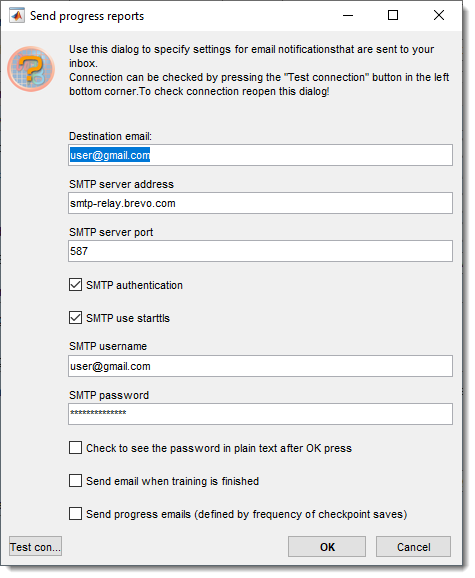 Send progress reports
Use this dialog to specify settings for email notificationsthat are sent to your
inbox.
Connection can be checked by pressing the "Test connection" button in the left
bottom corner.To check connection reopen this dialog!
Destination email:
user@gmail.com
SMTP server address
smtp-relay.brevo.com
SMTP server port
587
SMTP authentication
SMTP use starttls
SMTP username
user@gmail.com
SMTP password
**************
Check to see the password in plain text after OK press
Send email when training is finished
Send progress emails (defined by frequency of checkpoint saves)
Test con... OK Cancel